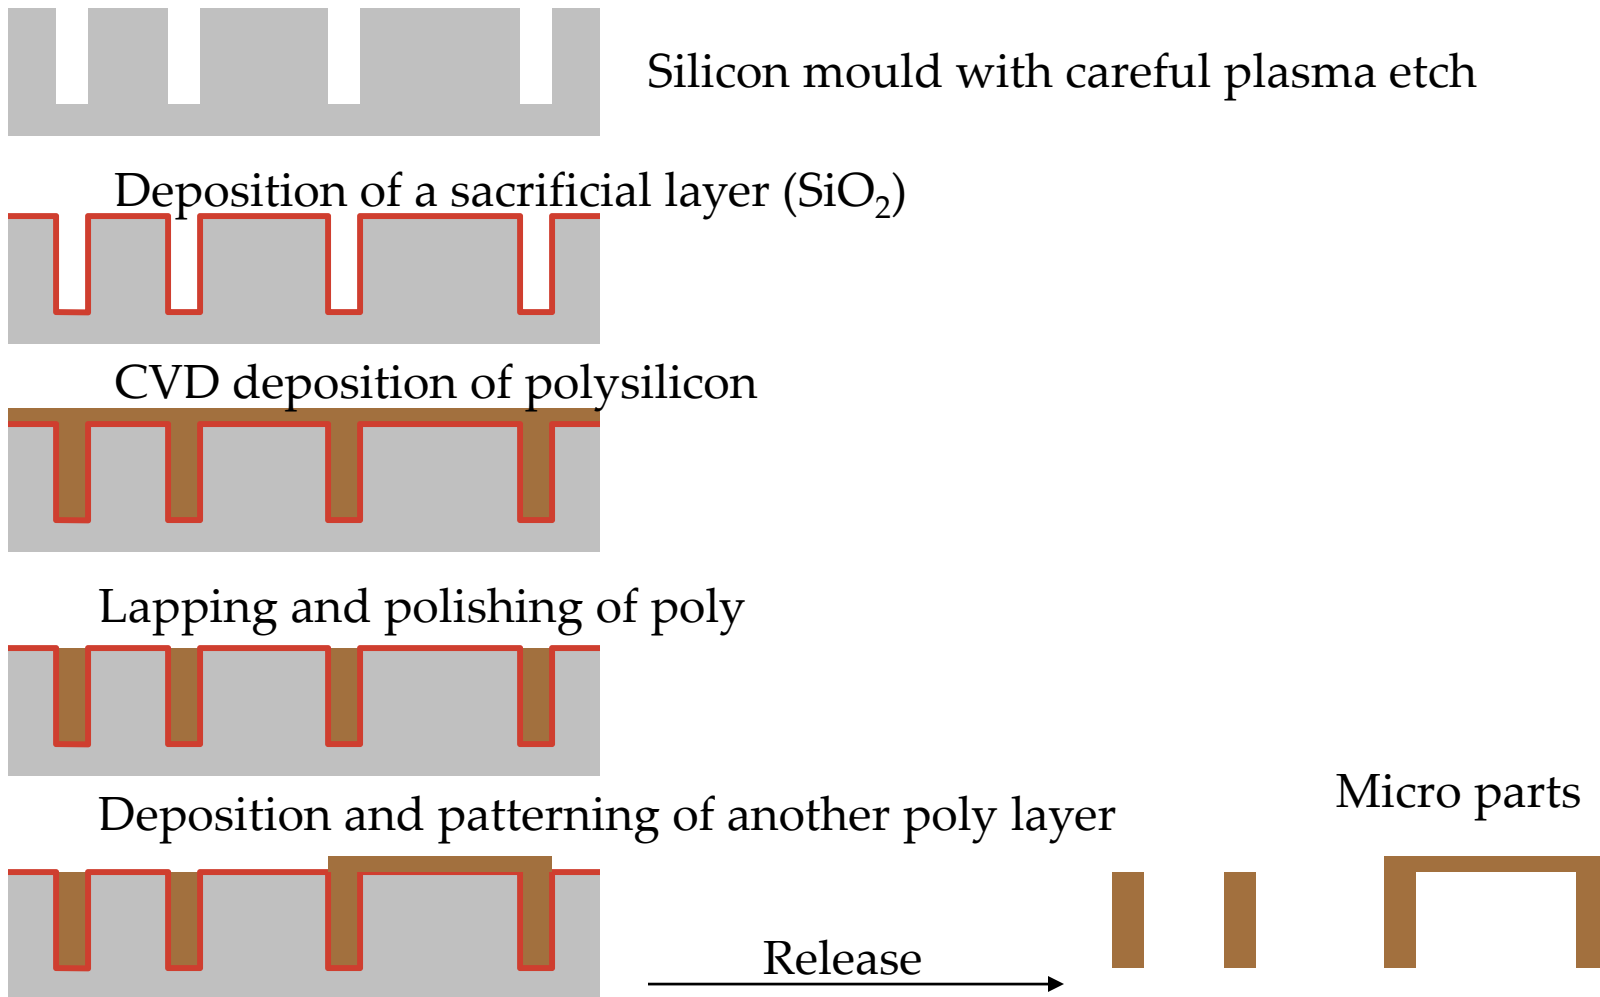 Silicon mould with careful plasma etch
Deposition of a sacrificial layer (SiO₂)
CVD deposition of polysilicon
Lapping and polishing of poly
Deposition and patterning of another poly layer
Micro parts
Release